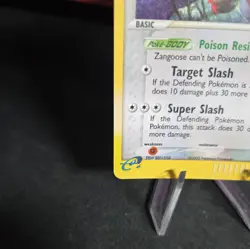 BASIC
Poké-BODY Poison Resi
Zangoose can't be Poisoned.
Target Slash
If the Defending Pokémon is
does 10 damage plus 30 more
Super Slash
If the Defending Pokémon
Pokémon, this attack does 30
more damage.
weakness